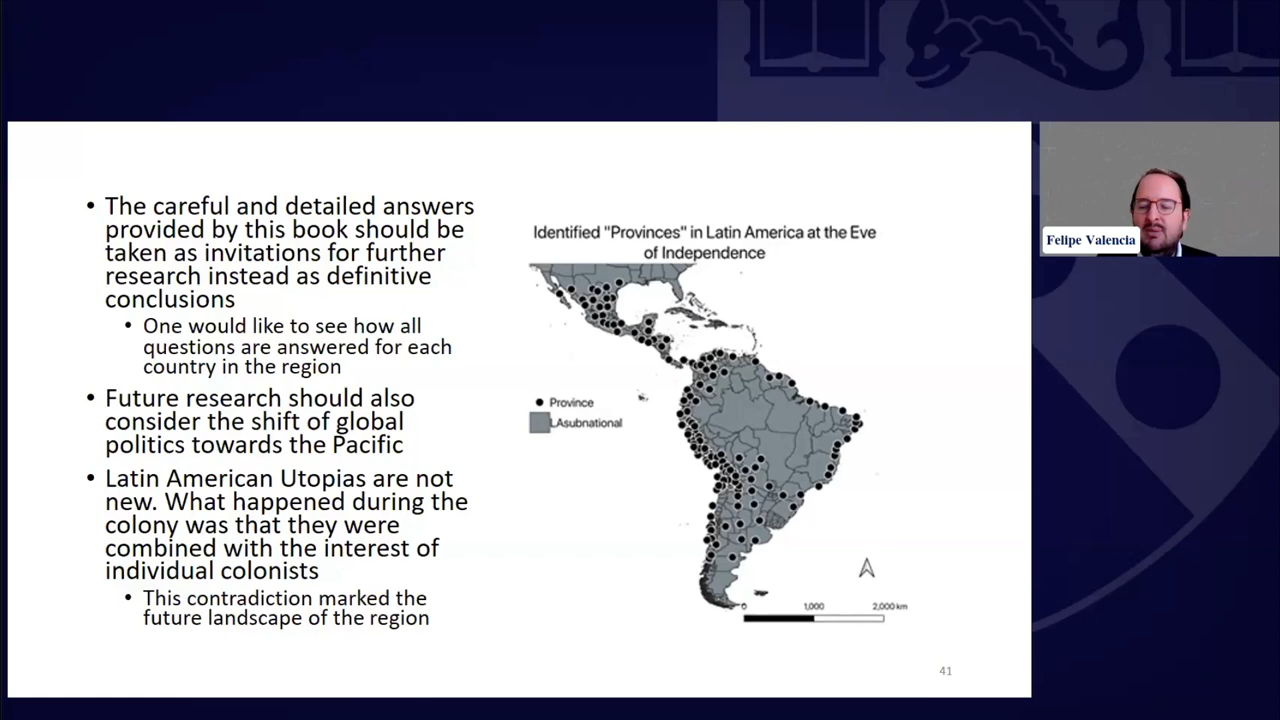 • The careful and detailed answers
provided by this book should be
taken as invitations for further
research instead as definitive
conclusions
• One would like to see how all
questions are answered for each
country in the region
• Future research should also
consider the shift of global
politics towards the Pacific
• Latin American Utopias are not
new. What happened during the
colony was that they were
combined with the interest of
individual colonists
• This contradiction marked the
future landscape of the region
Identified "Provinces" in Latin America at the Eve
of Independence
Province
LAsubnational
0 1,000 2,000 km
41
Felipe Valencia